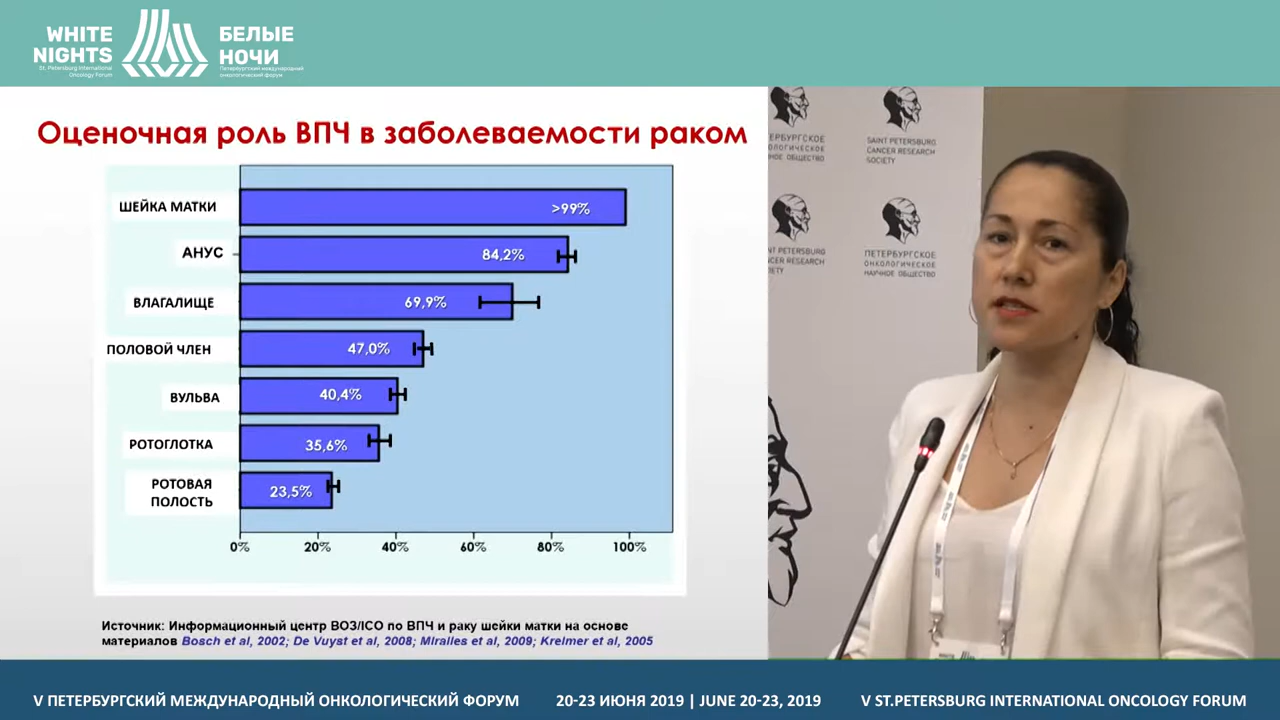 WHITE
NIGHTS
St. Petersburg International
Oncology Forum
БЕЛЫЕ
НОЧИ
Петербургский международный
онкологический форум
Оценочная роль ВПЧ в заболеваемости раком
ШЕЙКА МАТКИ >99%
АНУС 84,2%
ВЛАГАЛИЩЕ 69,9%
ПОЛОВОЙ ЧЛЕН 47,0%
ВУЛЬВА 40,4%
РОТОГЛОТКА 35,6%
РОТОВАЯ
ПОЛОСТЬ 23,5%
0% 20% 40% 60% 80% 100%
Источник: Информационный центр ВОЗ/ICO по ВПЧ и раку шейки матки на основе
материалов Bosch et al, 2002; De Vuyst et al, 2008; Miralles et al, 2009; Kreimer et al, 2005
SAINT PETERSBURG
CANCER RESEARCH
SOCIETY
ПЕТЕРБУРГСКОЕ
ОНКОЛОГИЧЕСКОЕ
НАУЧНОЕ ОБЩЕСТВО
V ПЕТЕРБУРГСКИЙ МЕЖДУНАРОДНЫЙ ОНКОЛОГИЧЕСКИЙ ФОРУМ
20-23 ИЮНЯ 2019 | JUNE 20-23, 2019
V ST.PETERSBURG INTERNATIONAL ONCOLOGY FORUM